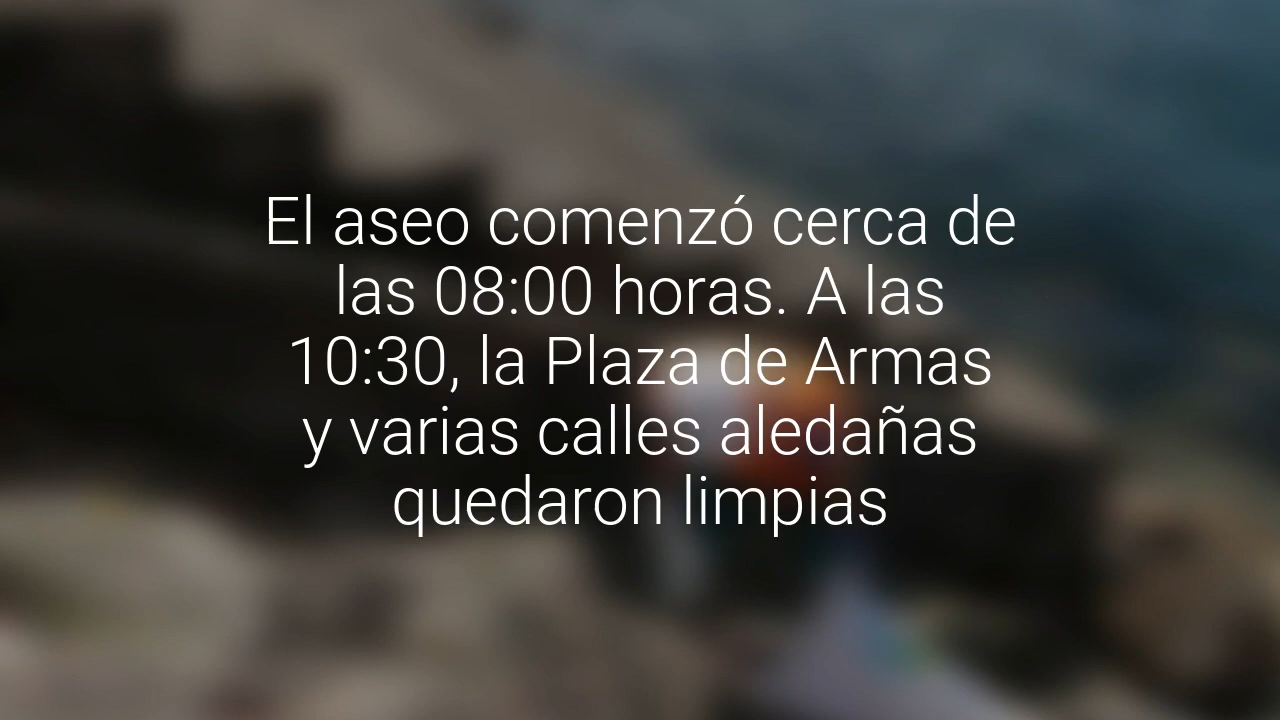 El aseo comenzó cerca de
las 08:00 horas. A las
10:30, la Plaza de Armas
y varias calles aledañas
quedaron limpias